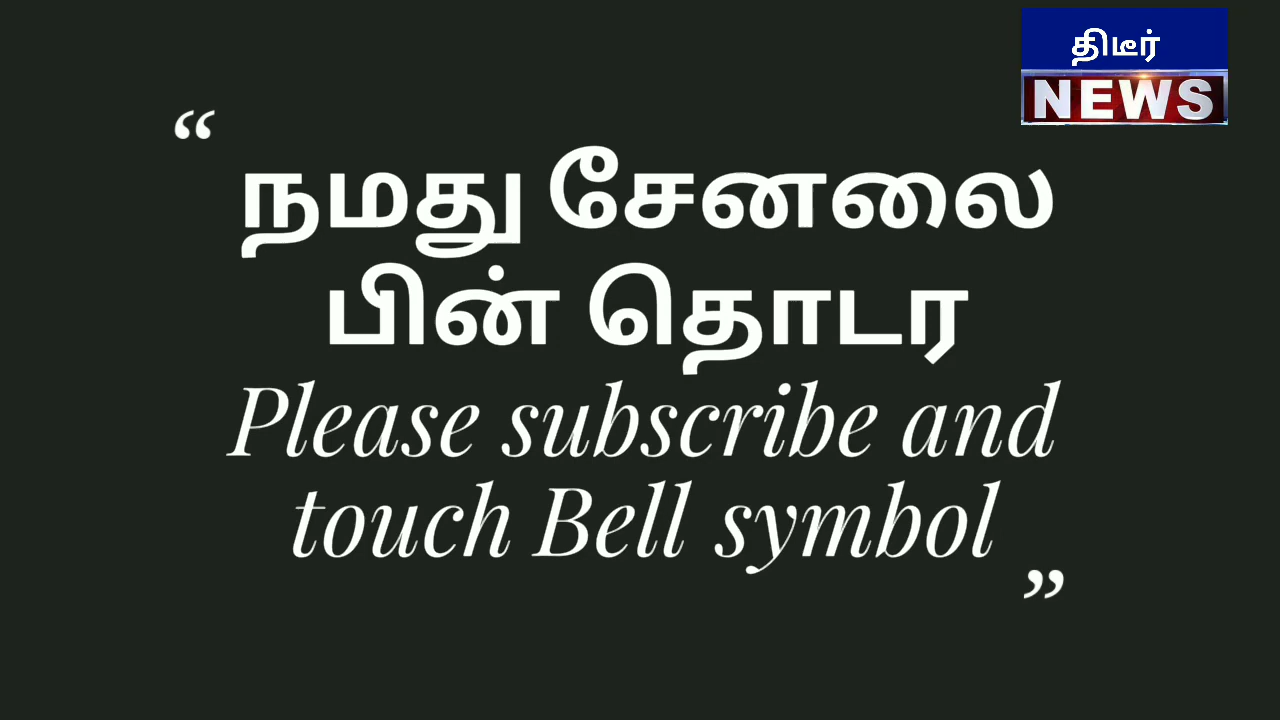 திடீர்
NEWS
“
நமது சேனலை
பின் தொடர
Please subscribe and
touch Bell symbol
”